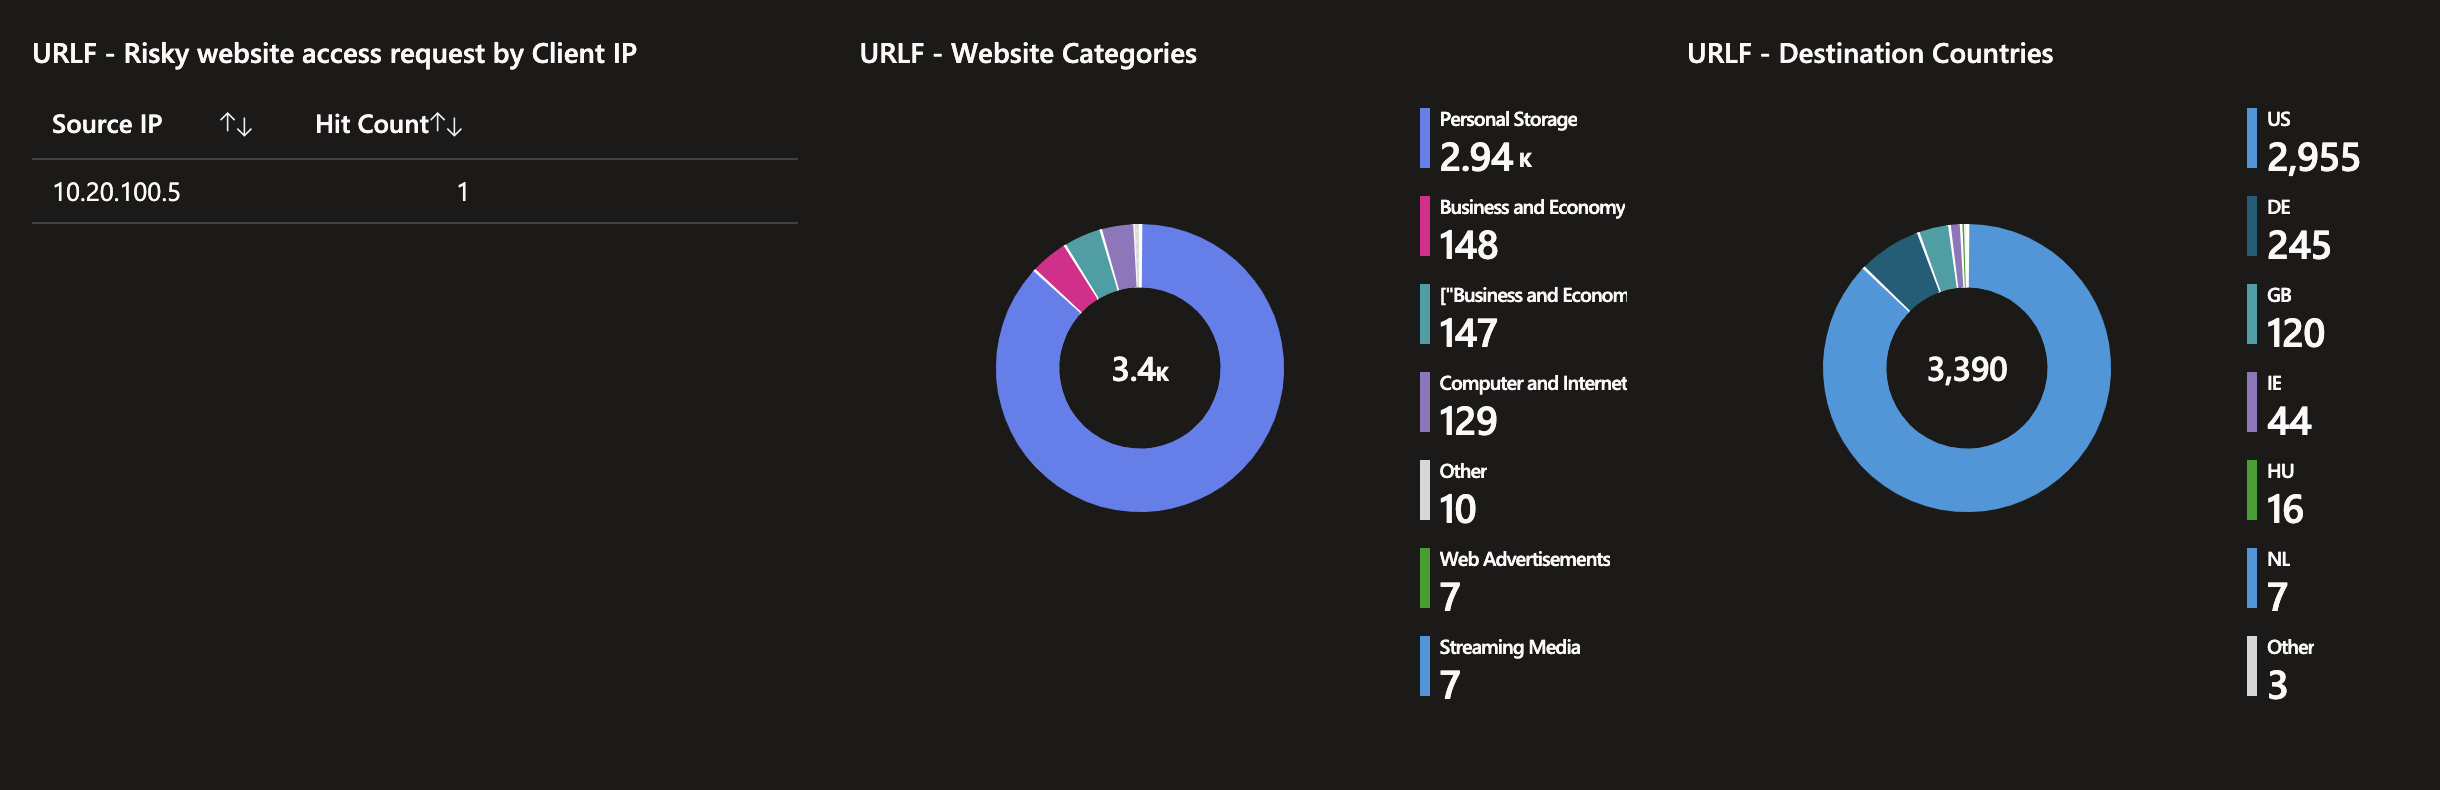 URLF - Risky website access request by Client IP
Source IP ↑↓ Hit Count↑↓
10.20.100.5 1
URLF - Website Categories
3.4K
Personal Storage
2.94 K
Business and Economy
148
["Business and Econom
147
Computer and Internet
129
Other
10
Web Advertisements
7
Streaming Media
7
URLF - Destination Countries
3,390
US
2,955
DE
245
GB
120
IE
44
HU
16
NL
7
Other
3